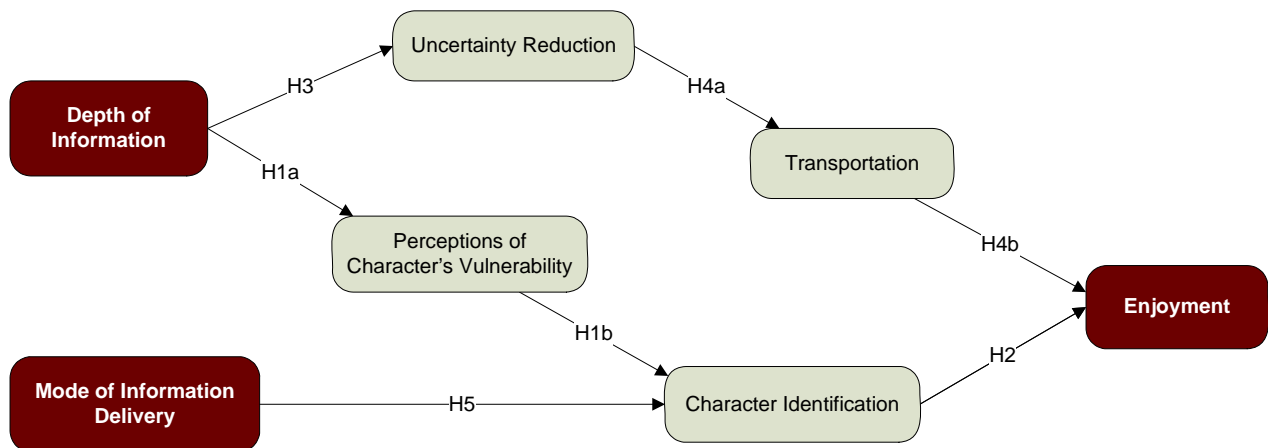 Uncertainty Reduction
H3
H4a
Depth of
Information
Transportation
H1a
Perceptions of
Character's Vulnerability
H4b
Enjoyment
H1b
H2
Mode of Information
Delivery
H5
Character Identification